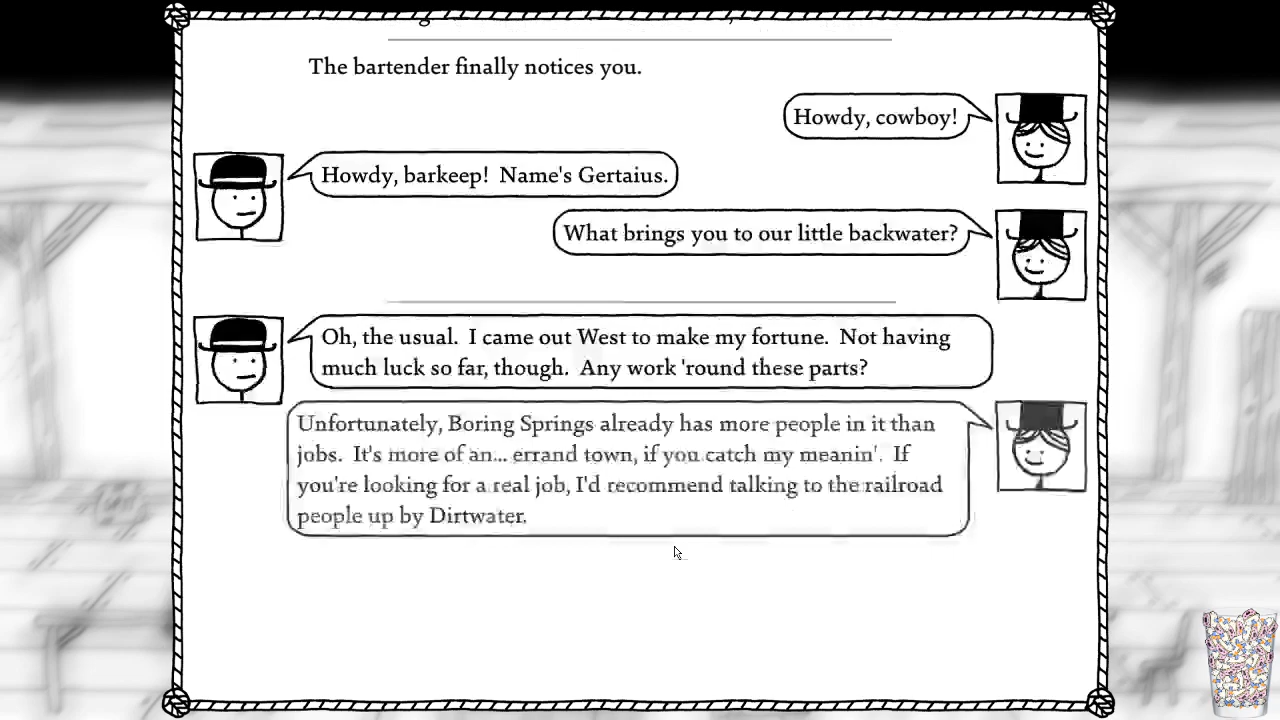 The bartender finally notices you.
Howdy, cowboy!
Howdy, barkeep!  Name's Gertaius.
What brings you to our little backwater?
Oh, the usual.  I came out West to make my fortune.  Not having
much luck so far, though.  Any work 'round these parts?
Unfortunately, Boring Springs already has more people in it than
jobs.  It's more of an... errand town, if you catch my meanin'.  If
you're looking for a real job, I'd recommend talking to the railroad
people up by Dirtwater.